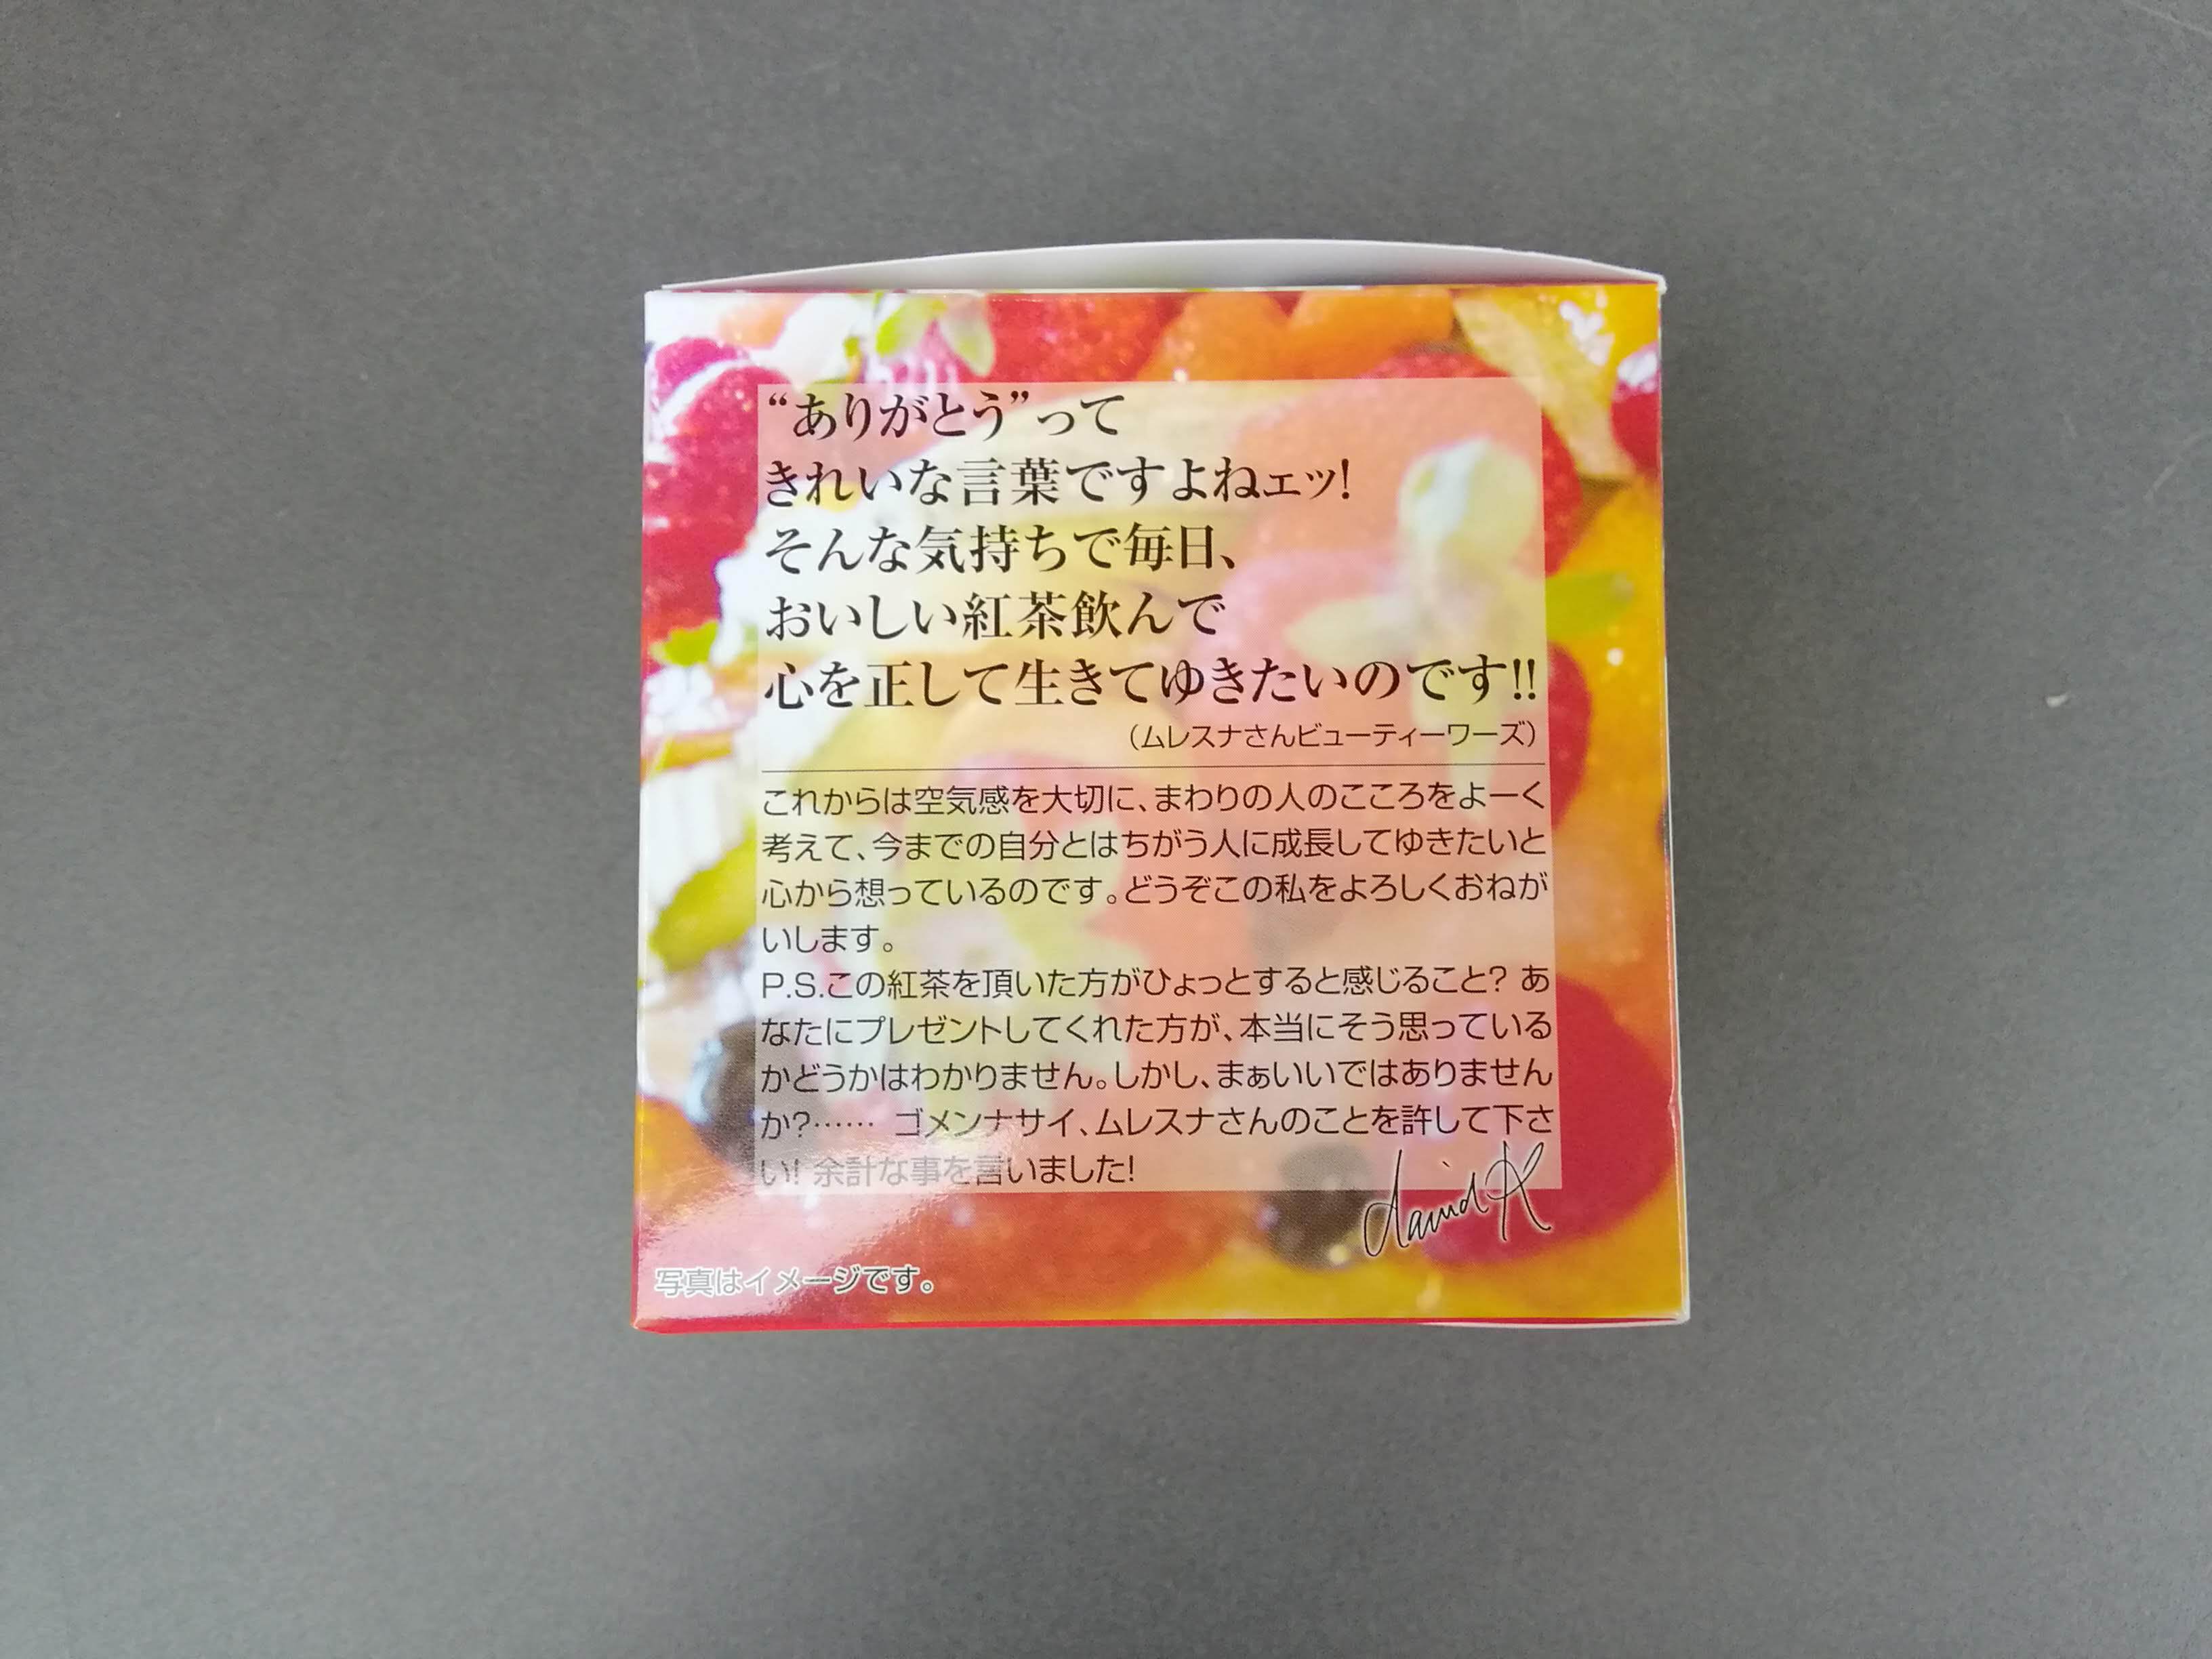 “ありがとう”って
きれいな言葉ですよねェッ!
そんな気持ちで毎日、
おいしい紅茶飲んで
心を正して生きてゆきたいのです!!
（ムレスナさんビューティーワーズ）
これからは空気感を大切に、まわりの人のこころをよーく
考えて、今までの自分とはちがう人に成長してゆきたいと
心から想っているのです。どうぞこの私をよろしくおねが
いします。
P.S.この紅茶を頂いた方がひょっとすると感じること? あ
なたにプレゼントしてくれた方が、本当にそう思っている
かどうかはわかりません。しかし、まぁいいではありません
か?…… ゴメンナサイ、ムレスナさんのことを許して下さ
い! 余計な事を言いました!
david K
写真はイメージです。